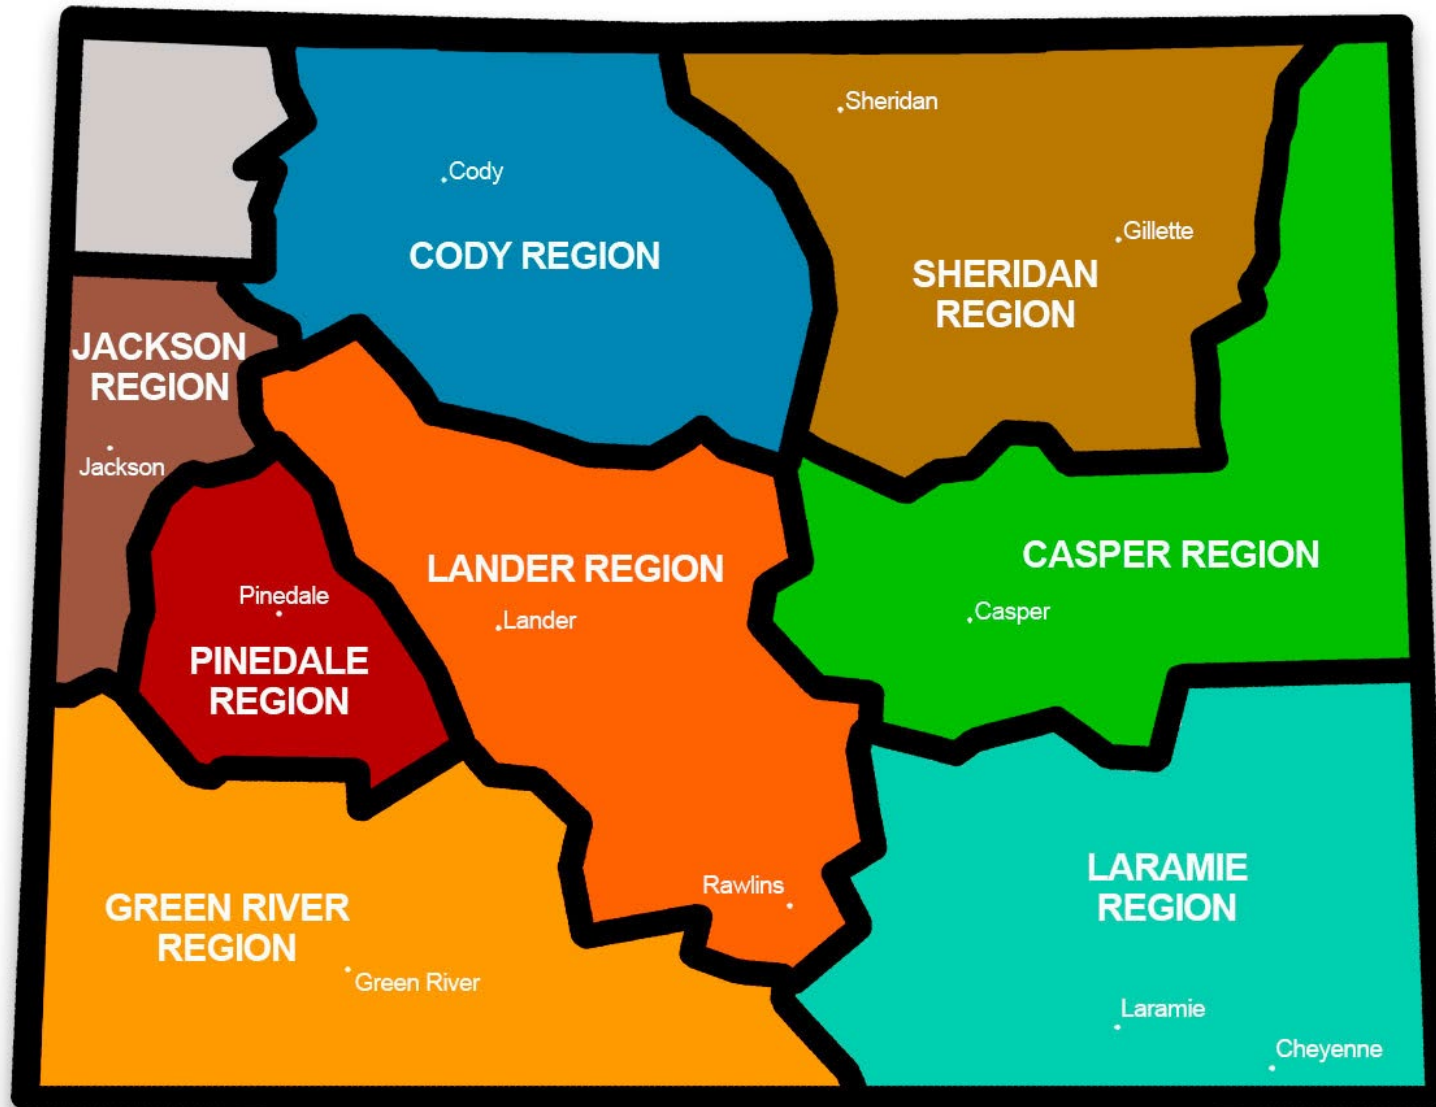 Sheridan
Cody
Gillette
CODY REGION
SHERIDAN
REGION
JACKSON
REGION
Jackson
CASPER REGION
LANDER REGION
Pinedale
Casper
Lander
PINEDALE
REGION
LARAMIE
REGION
Rawlins
GREEN RIVER
REGION
Green River
Laramie
Cheyenne